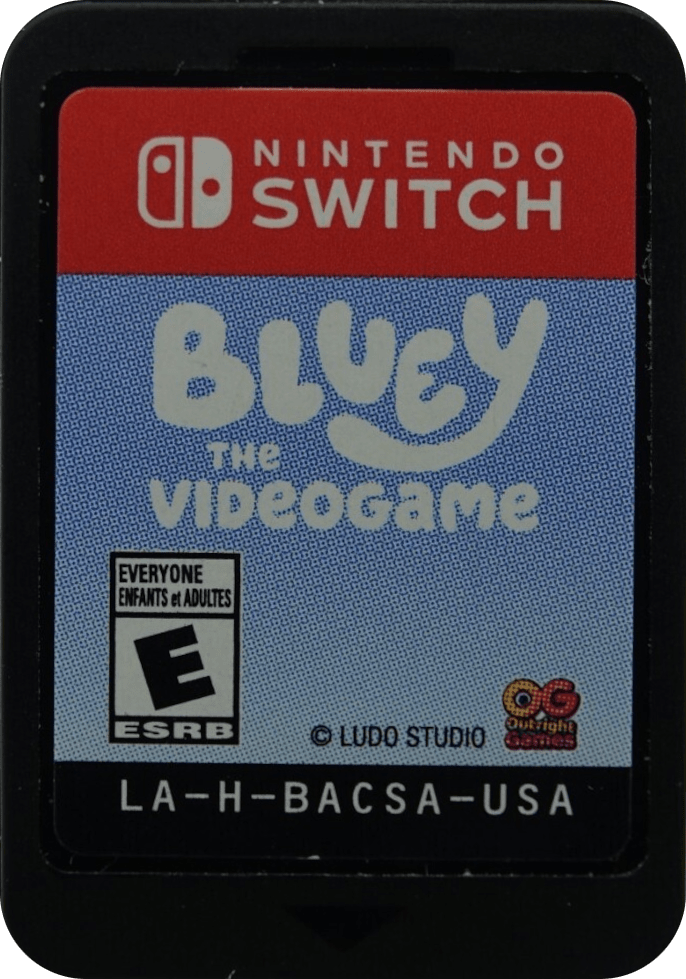 NINTENDO
SWITCH
BLUEY
THE
VIDEOGAME
EVERYONE
ENFANTS et ADULTES
E
ESRB
© LUDO STUDIO
OG
Outright
Games
LA-H-BACSA-USA